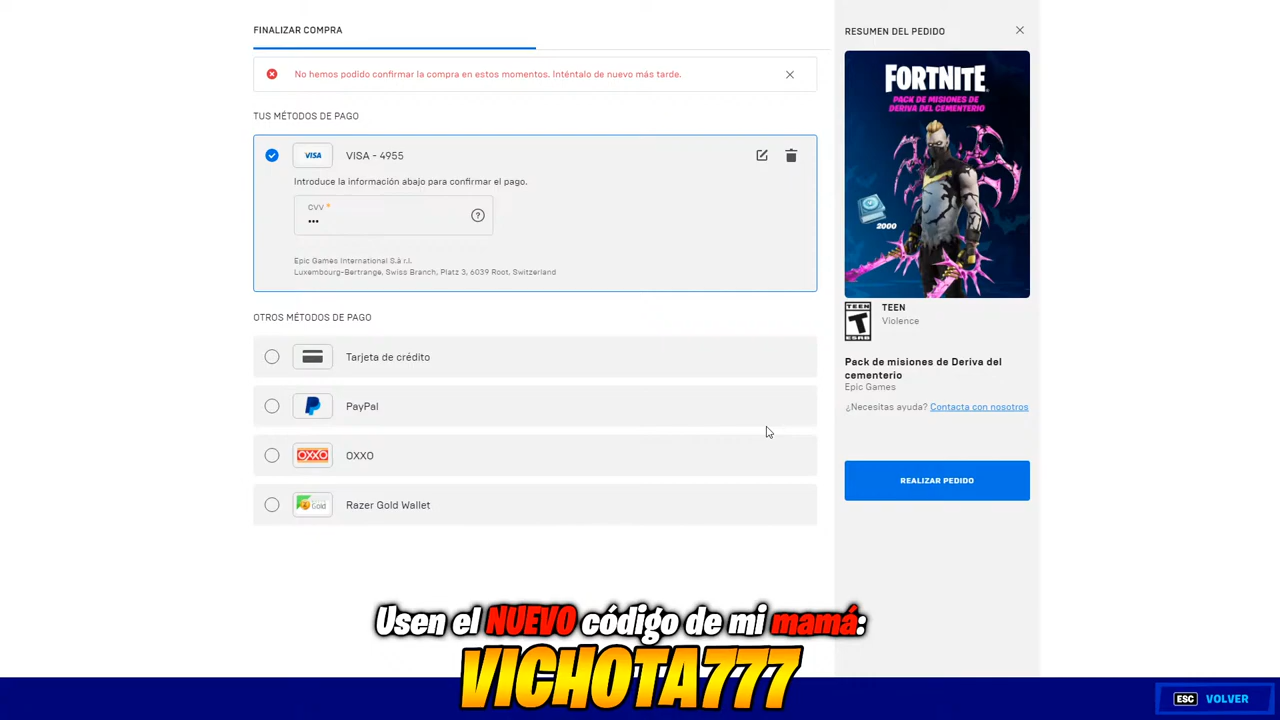 FINALIZAR COMPRA
No hemos podido confirmar la compra en estos momentos. Inténtalo de nuevo más tarde.
TUS MÉTODOS DE PAGO
VISA
VISA - 4955
Introduce la información abajo para confirmar el pago.
CVV *
•••
?
Epic Games International S.à r.l.
Luxembourg-Bertrange, Swiss Branch, Platz 3, 6039 Root, Switzerland
OTROS MÉTODOS DE PAGO
Tarjeta de crédito
PayPal
OXXO
OXXO
Gold
Razer Gold Wallet
RESUMEN DEL PEDIDO
FORTNITE
PACK DE MISIONES DE
DERIVA DEL CEMENTERIO
2000
TEEN
T
ESRB
TEEN
Violence
Pack de misiones de Deriva del
cementerio
Epic Games
¿Necesitas ayuda? Contacta con nosotros
REALIZAR PEDIDO
Usen el NUEVO código de mi mamá:
VICHOTA777
ESC VOLVER